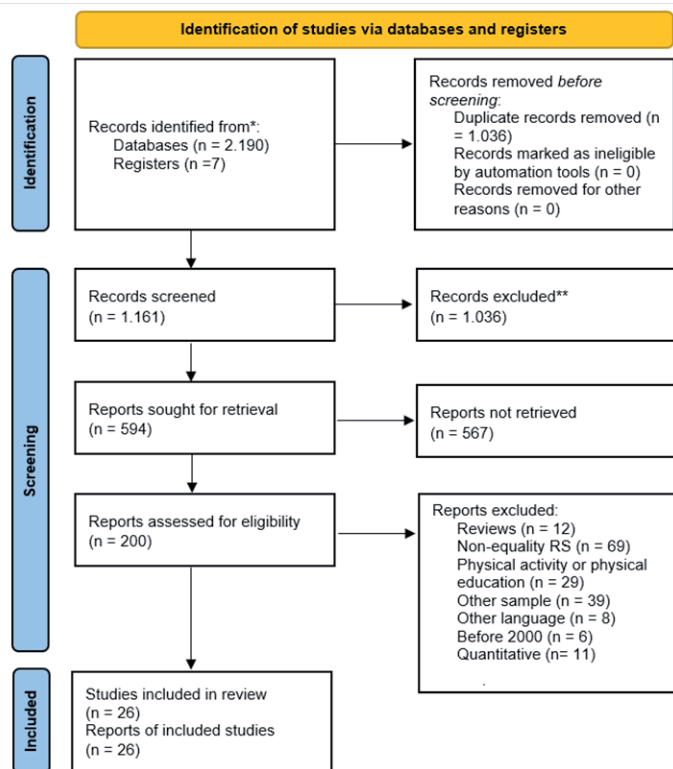 Identification of studies via databases and registers
Identification
Records identified from*:
Databases (n = 2.190)
Registers (n =7)
Records removed before
screening:
Duplicate records removed (n
= 1.036)
Records marked as ineligible
by automation tools (n = 0)
Records removed for other
reasons (n = 0)
Screening
Records screened
(n = 1.161)
Records excluded**
(n = 1.036)
Reports sought for retrieval
(n = 594)
Reports not retrieved
(n = 567)
Reports assessed for eligibility
(n = 200)
Reports excluded:
Reviews (n = 12)
Non-equality RS (n = 69)
Physical activity or physical
education (n = 29)
Other sample (n = 39)
Other language (n = 8)
Before 2000 (n = 6)
Quantitative (n= 11)
.
Included
Studies included in review
(n = 26)
Reports of included studies
(n = 26)